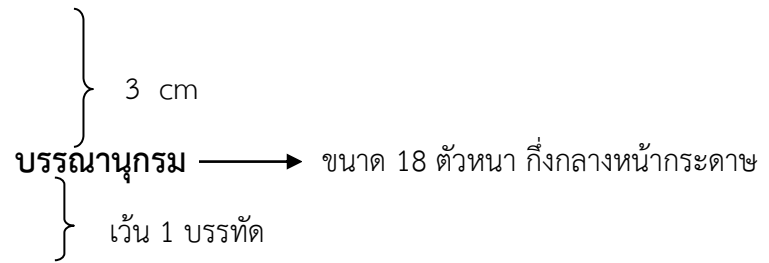 3 cm
บรรณานุกรม ขนาด 18 ตัวหนา กึ่งกลางหน้ากระดาษ
เว้น 1 บรรทัด